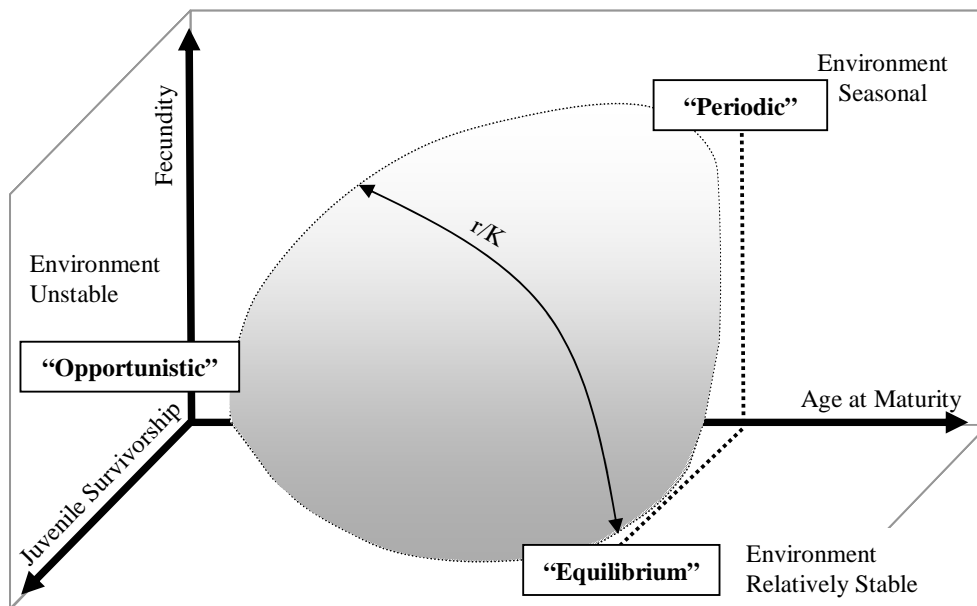 Environment
Seasonal
“Periodic”
Fecundity
r/K
Environment
Unstable
“Opportunistic”
Age at Maturity
Juvenile Survivorship
“Equilibrium”
Environment
Relatively Stable